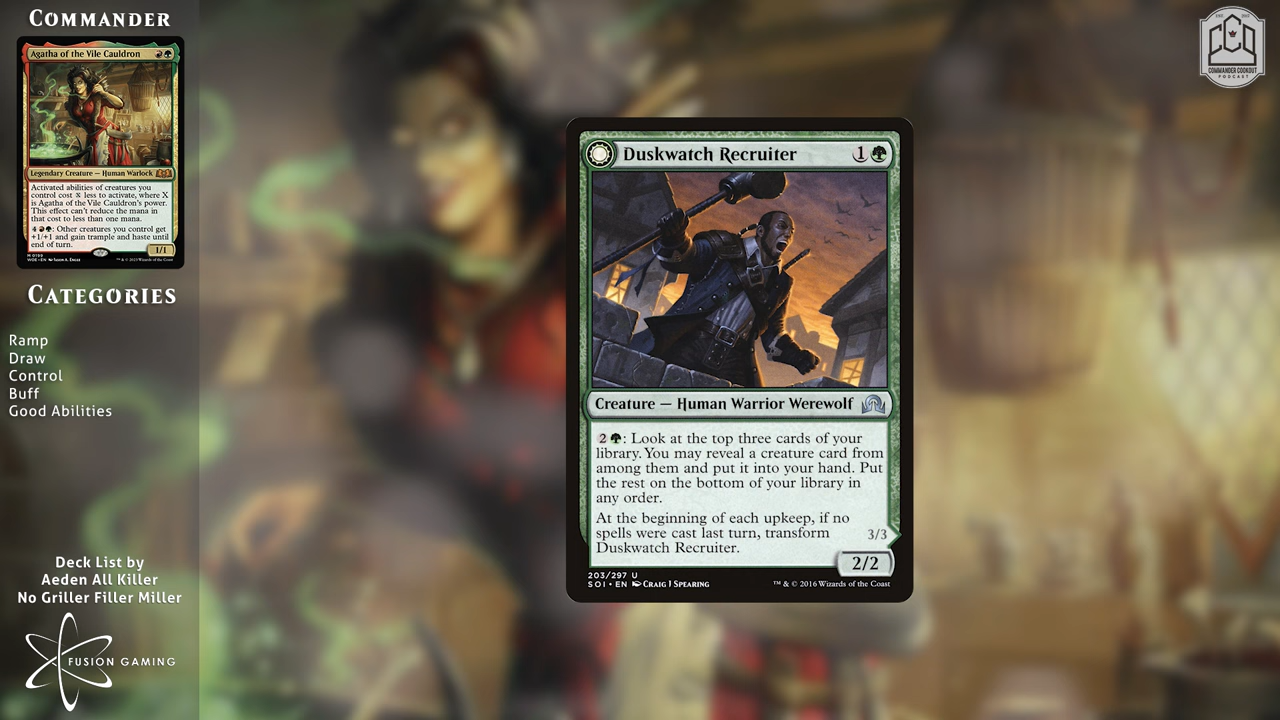 COMMANDER
Agatha of the Vile Cauldron
Legendary Creature — Human Warlock
Activated abilities of creatures you
control cost X less to activate, where X
is Agatha of the Vile Cauldron's power.
This effect can't reduce the mana in
that cost to less than one mana.
4 : Other creatures you control get
+1/+1 and gain trample and haste until
end of turn.
1/1
CATEGORIES
Ramp
Draw
Control
Buff
Good Abilities
Deck List by
Aeden All Killer
No Griller Filler Miller
FUSION GAMING
Duskwatch Recruiter
1
Creature — Human Warrior Werewolf
2 : Look at the top three cards of your
library. You may reveal a creature card from
among them and put it into your hand. Put
the rest on the bottom of your library in
any order.
At the beginning of each upkeep, if no
spells were cast last turn, transform
Duskwatch Recruiter.
3/3
2/2
203/297 U
SOI • EN CRAIG J SPEARING
™ & © 2016 Wizards of the Coast
CCO
COMMANDER COOKOUT
PODCAST